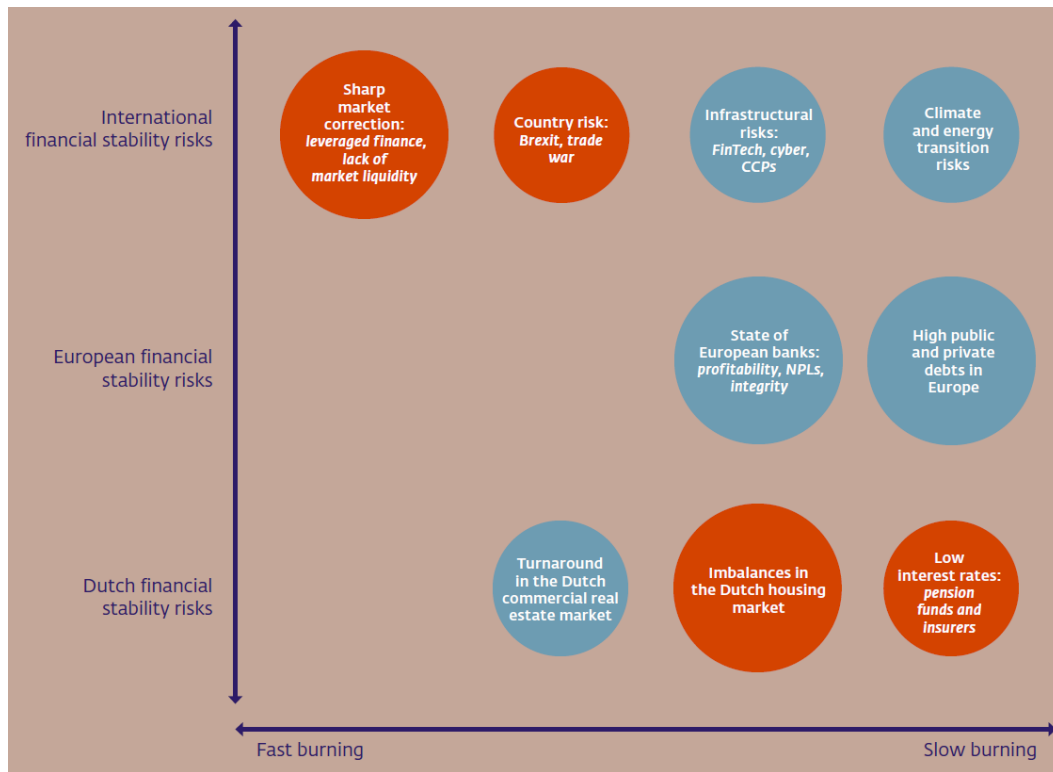 International
financial stability risks
Sharp
market
correction:
leveraged finance,
lack of
market liquidity
Country risk:
Brexit, trade
war
Infrastructural
risks:
FinTech, cyber,
CCPs
Climate
and energy
transition
risks
European financial
stability risks
State of
European banks:
profitability, NPLs,
integrity
High public
and private
debts in
Europe
Dutch financial
stability risks
Turnaround
in the Dutch
commercial real
estate market
Imbalances in
the Dutch housing
market
Low
interest rates:
pension
funds and
insurers
Fast burning
Slow burning